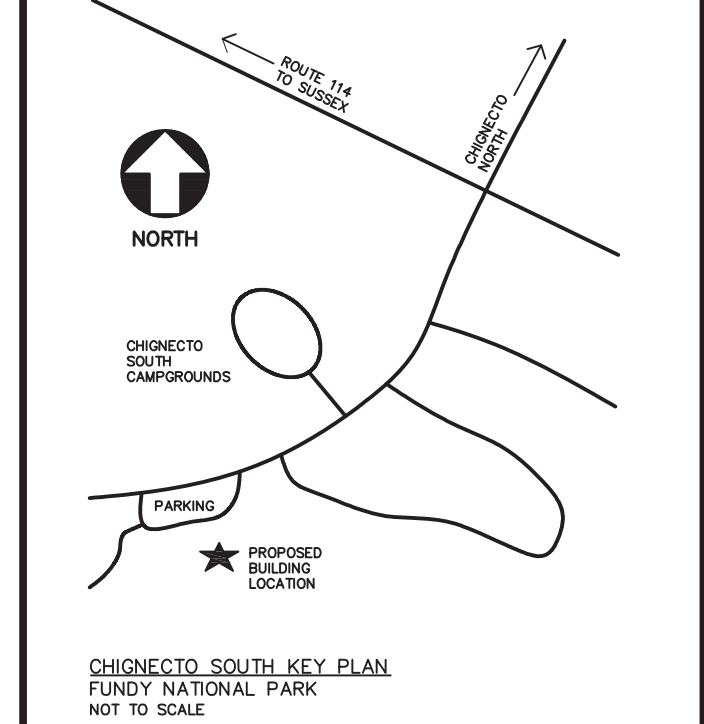 ROUTE 114
TO SUSSEX
CHIGNECTO
NORTH
NORTH
CHIGNECTO
SOUTH
CAMPGROUNDS
PARKING
PROPOSED
BUILDING
LOCATION
CHIGNECTO SOUTH KEY PLAN
FUNDY NATIONAL PARK
NOT TO SCALE